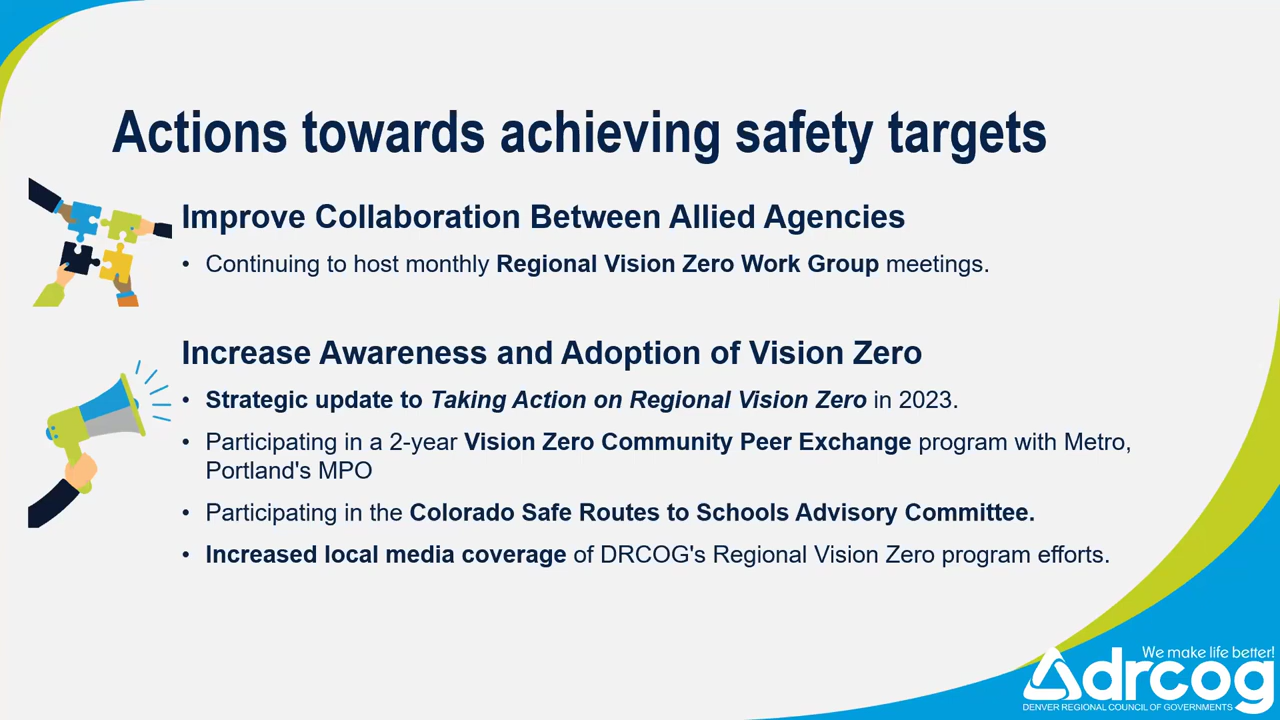 Actions towards achieving safety targets
Improve Collaboration Between Allied Agencies
• Continuing to host monthly Regional Vision Zero Work Group meetings.
Increase Awareness and Adoption of Vision Zero
• Strategic update to Taking Action on Regional Vision Zero in 2023.
• Participating in a 2-year Vision Zero Community Peer Exchange program with Metro,
Portland's MPO
• Participating in the Colorado Safe Routes to Schools Advisory Committee.
• Increased local media coverage of DRCOG's Regional Vision Zero program efforts.
We make life better!
drcog
DENVER REGIONAL COUNCIL OF GOVERNMENTS